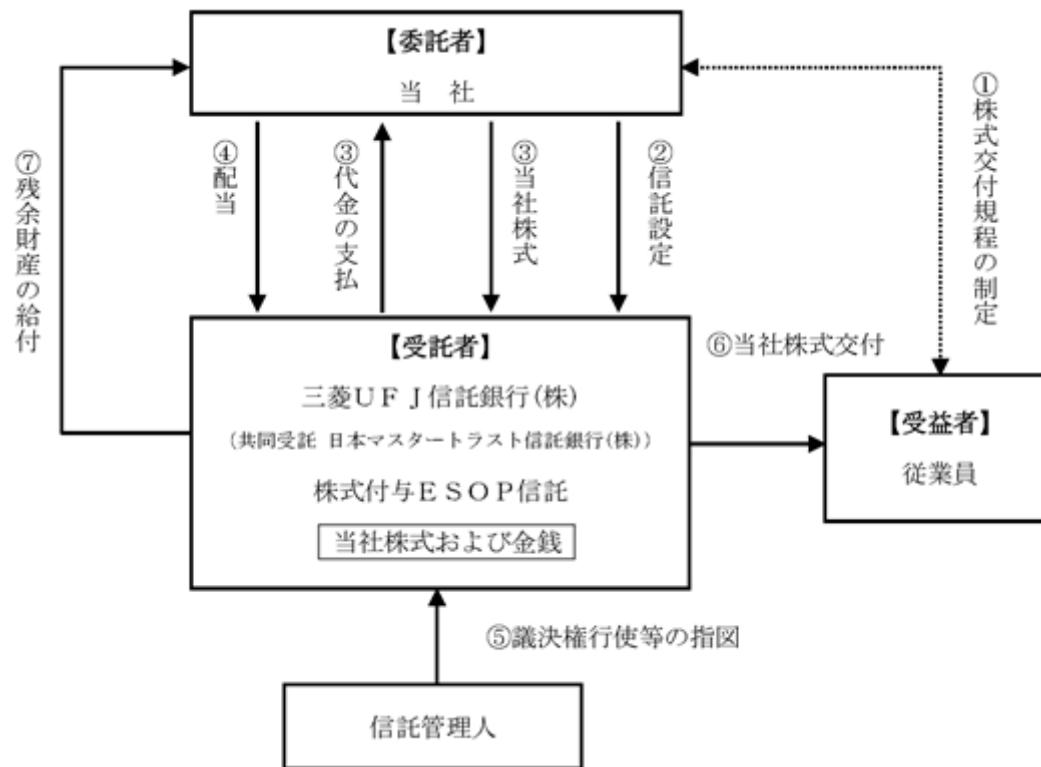 【委託者】
当 社
①株式交付規程の制定
⑦残余財産の給付
④配当
③代金の支払
③当社株式
②信託設定
【受託者】
三菱ＵＦＪ信託銀行(株)
(共同受託 日本マスタートラスト信託銀行(株))
株式付与ＥＳＯＰ信託
当社株式および金銭
⑥当社株式交付
【受益者】
従業員
⑤議決権行使等の指図
信託管理人